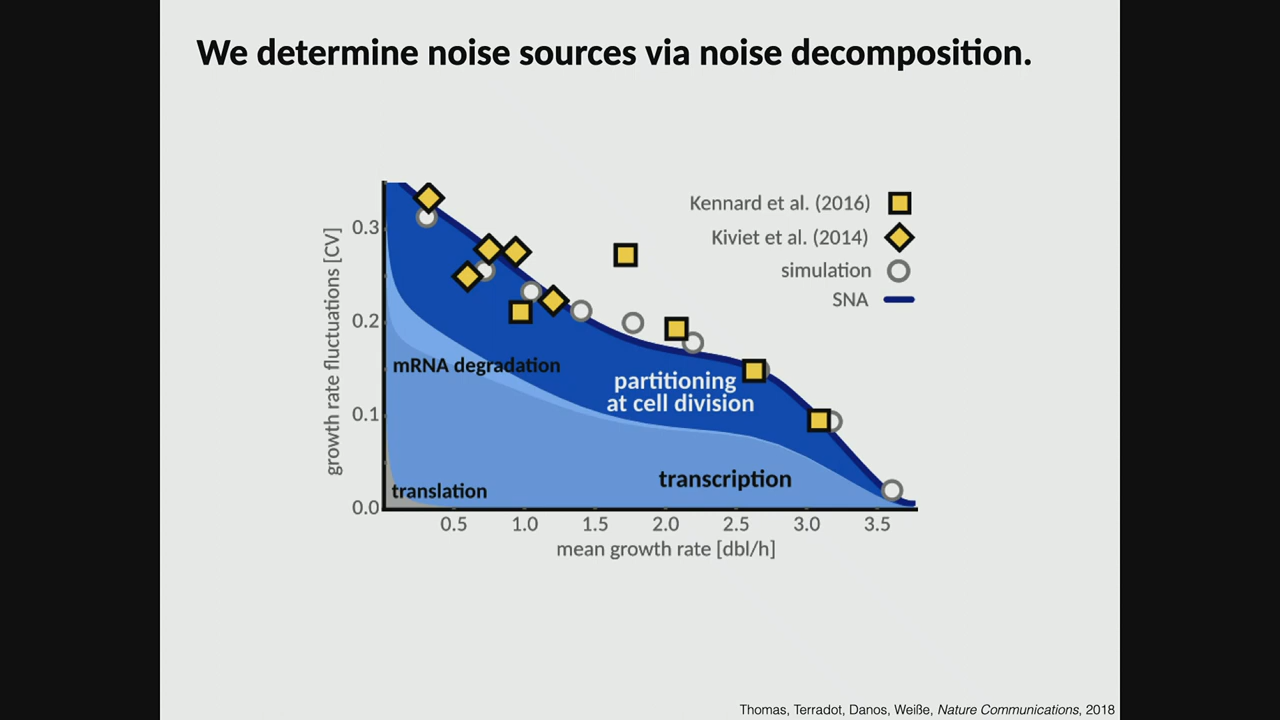 We determine noise sources via noise decomposition.
Kennard et al. (2016)
Kiviet et al. (2014)
simulation
SNA
growth rate fluctuations [CV]
0.3
0.2
0.1
0.0
mRNA degradation
partitioning
at cell division
transcription
translation
0.5 1.0 1.5 2.0 2.5 3.0 3.5
mean growth rate [dbl/h]
Thomas, Terradot, Danos, Weiße, Nature Communications, 2018